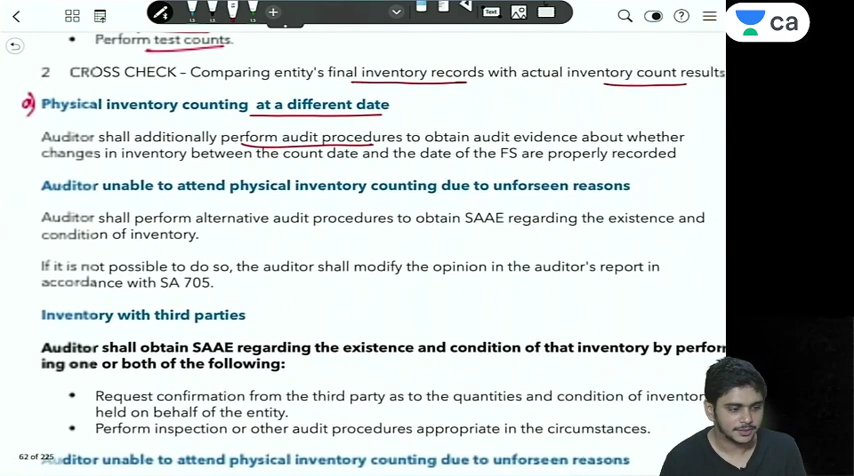 Text
ca
• Perform test counts.
2 CROSS CHECK – Comparing entity's final inventory records with actual inventory count results
a) Physical inventory counting at a different date
Auditor shall additionally perform audit procedures to obtain audit evidence about whether
changes in inventory between the count date and the date of the FS are properly recorded
Auditor unable to attend physical inventory counting due to unforseen reasons
Auditor shall perform alternative audit procedures to obtain SAAE regarding the existence and
condition of inventory.
If it is not possible to do so, the auditor shall modify the opinion in the auditor's report in
accordance with SA 705.
Inventory with third parties
Auditor shall obtain SAAE regarding the existence and condition of that inventory by perfor
ing one or both of the following:
• Request confirmation from the third party as to the quantities and condition of inventor
held on behalf of the entity.
• Perform inspection or other audit procedures appropriate in the circumstances.
62 of 225
Auditor unable to attend physical inventory counting due to unforseen reasons